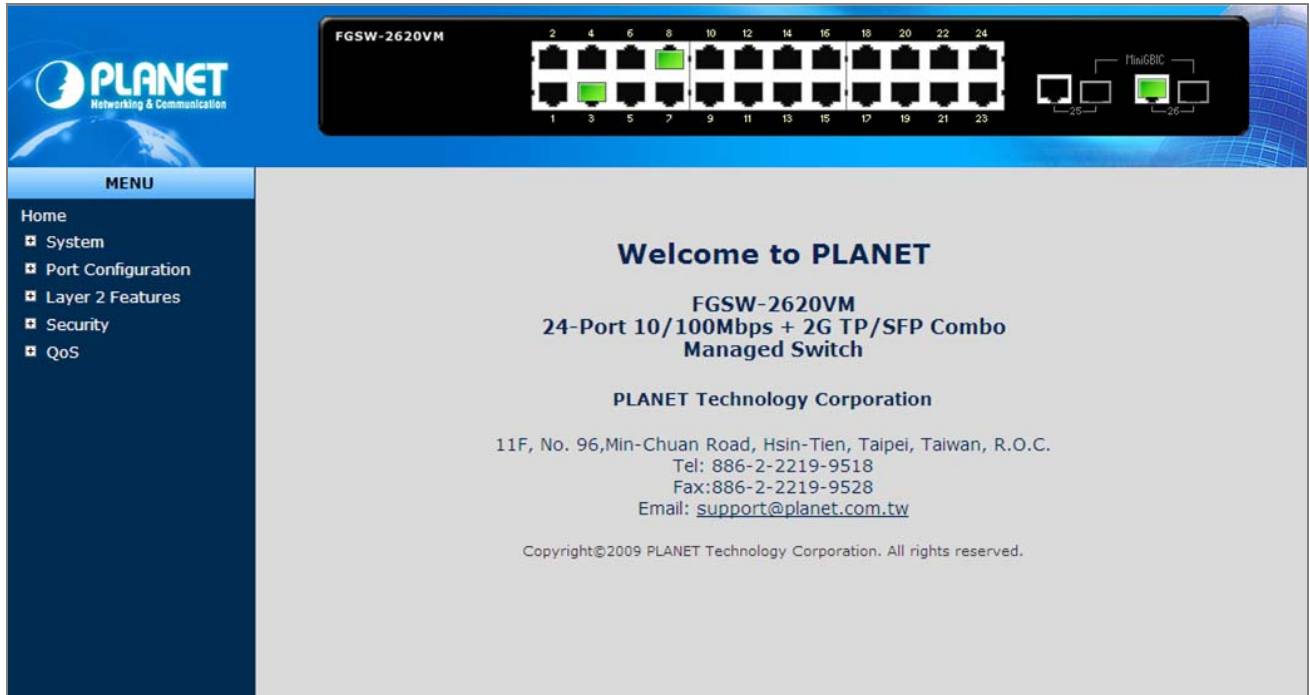 PLANET
Networking & Communication
FGSW-2620VM
2 4 6 8 10 12 14 16 18 20 22 24
MiniGBIC
1 3 5 7 9 11 13 15 17 19 21 23
25 26
MENU
Home
System
Port Configuration
Layer 2 Features
Security
QoS
Welcome to PLANET
FGSW-2620VM
24-Port 10/100Mbps + 2G TP/SFP Combo
Managed Switch
PLANET Technology Corporation
11F, No. 96,Min-Chuan Road, Hsin-Tien, Taipei, Taiwan, R.O.C.
Tel: 886-2-2219-9518
Fax:886-2-2219-9528
Email: support@planet.com.tw
Copyright©2009 PLANET Technology Corporation. All rights reserved.